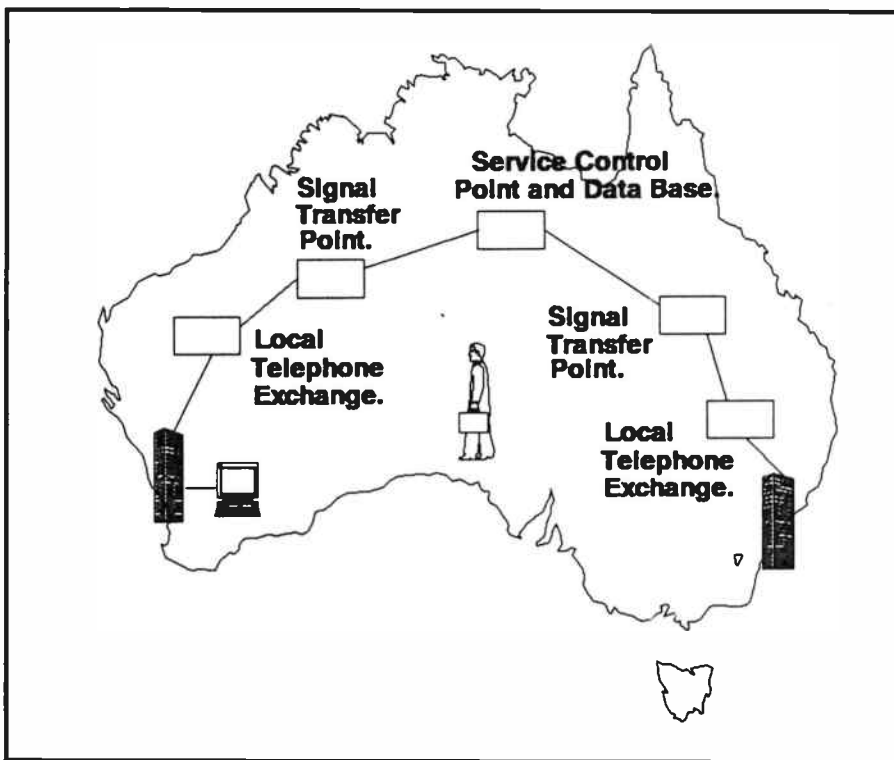 Service Control
Point and Data Base.
Signal
Transfer
Point.
Local
Telephone
Exchange.
Signal
Transfer
Point.
Local
Telephone
Exchange.